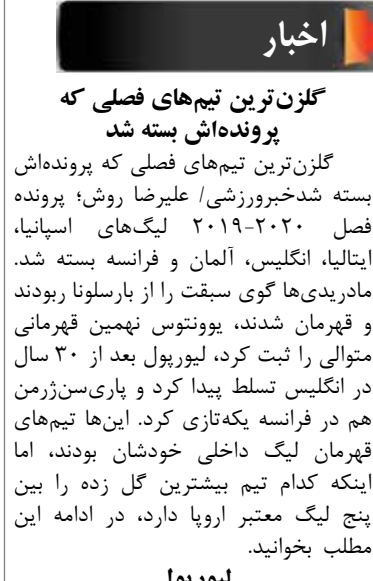 اخبار
گلزن‌ترین تیم‌های فصلی که
پرونده‌اش بسته شد
گلزن‌ترین تیم‌های فصلی که پرونده‌اش
بسته شدخبرورزشی/ علیرضا روش؛ پرونده
فصل ۲۰۲۰-۲۰۱۹ لیگ‌های اسپانیا،
ایتالیا، انگلیس، آلمان و فرانسه بسته شد.
مادریدی‌ها گوی سبقت را از بارسلونا ربودند
و قهرمان شدند، یوونتوس نهمین قهرمانی
متوالی را ثبت کرد، لیورپول بعد از ۳۰ سال
در انگلیس تسلط پیدا کرد و پاری‌سن‌ژرمن
هم در فرانسه یکه‌تازی کرد. این‌ها تیم‌های
قهرمان لیگ داخلی خودشان بودند، اما
اینکه کدام تیم بیشترین گل زده را بین
پنج لیگ معتبر اروپا دارد، در ادامه این
مطلب بخوانید.
لیورپول